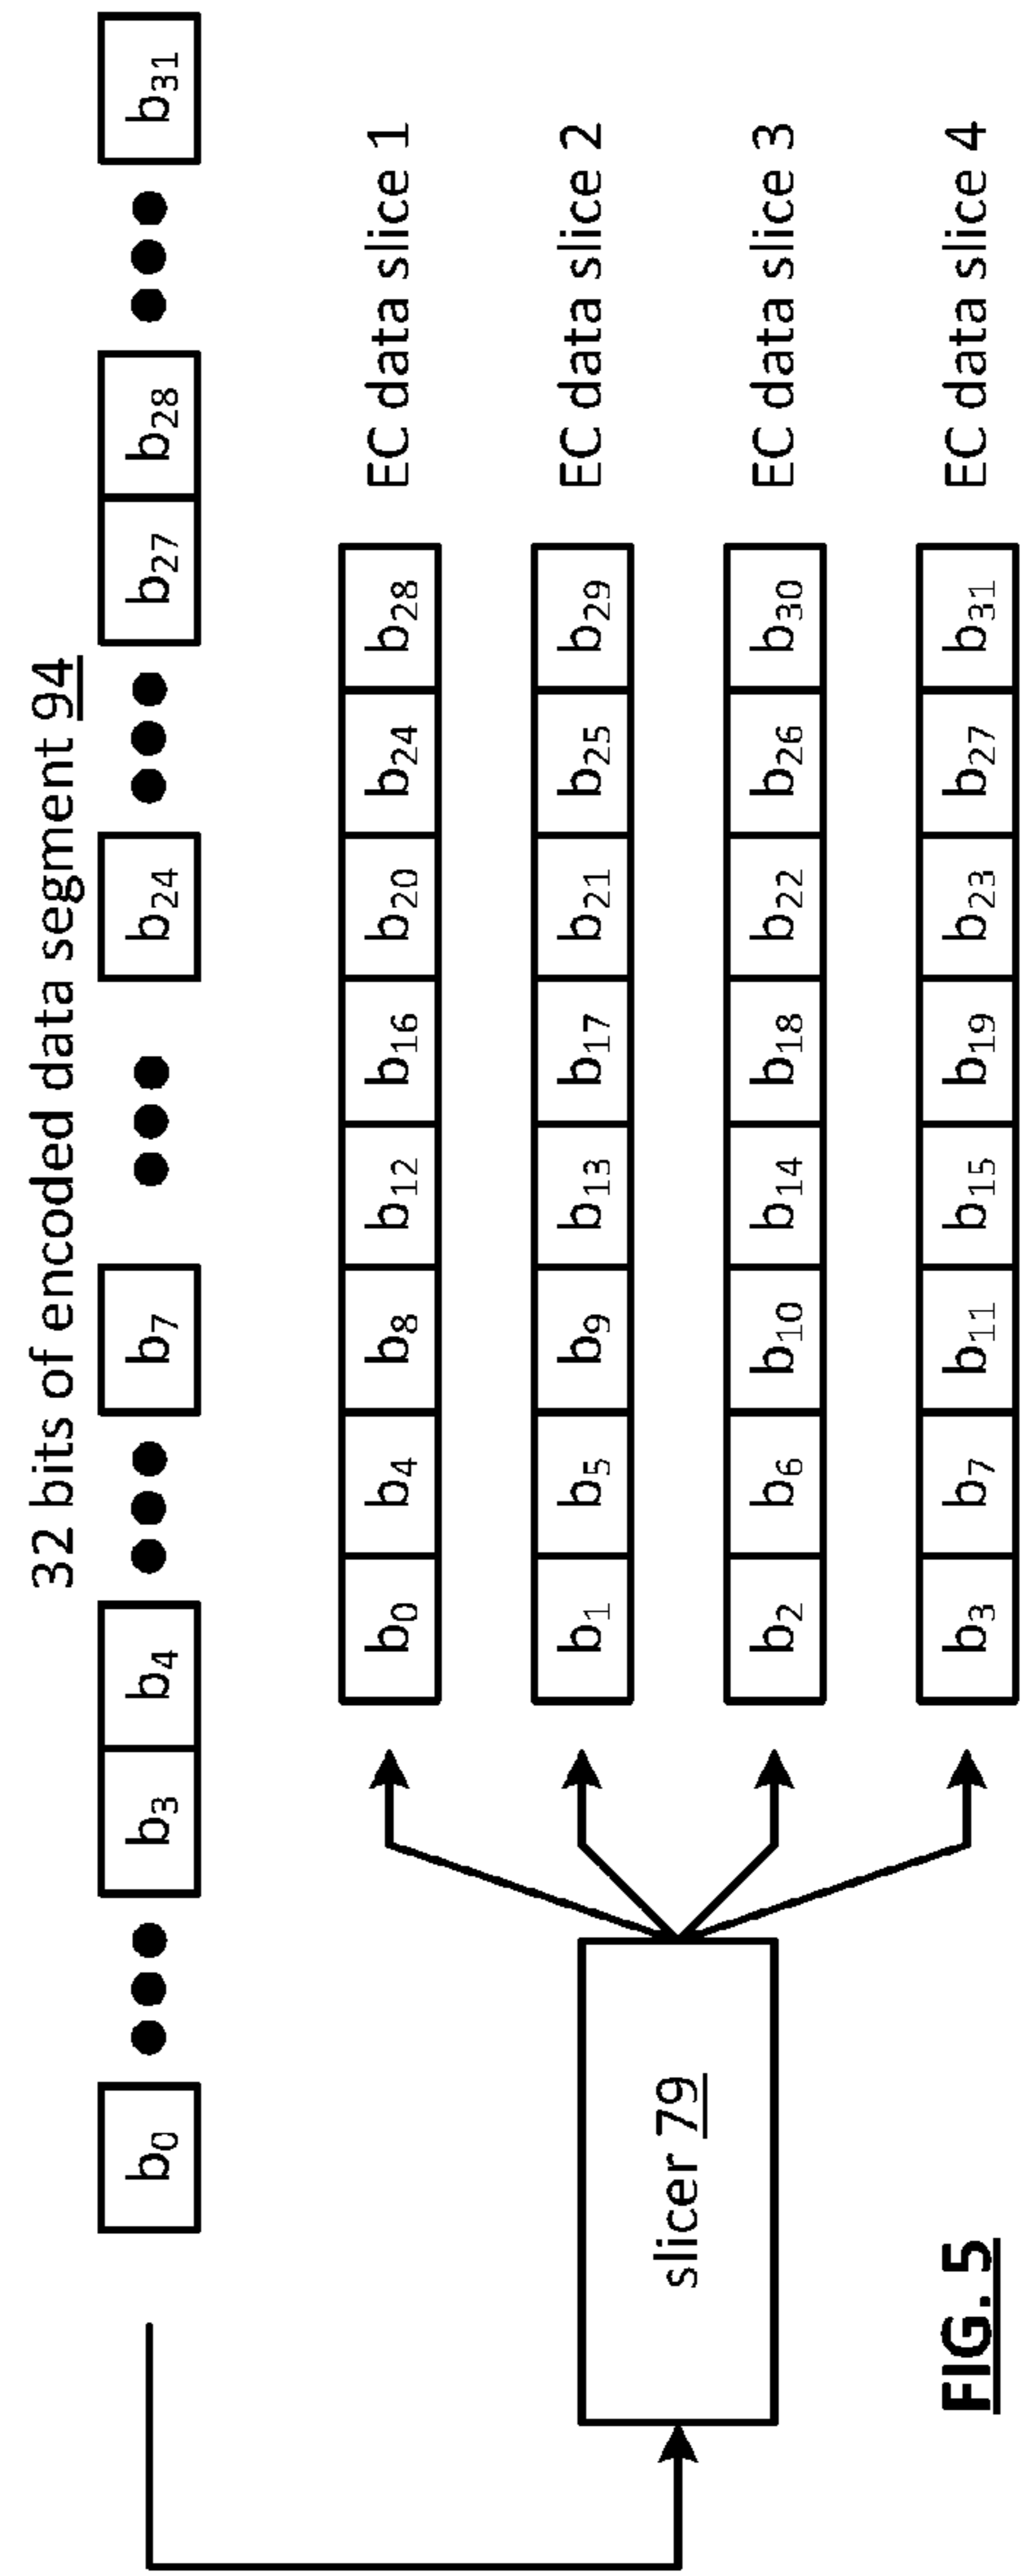 32 bits of encoded data segment 94
b0 ●●● b3 b4 ●●● b7 ●●● b24 ●●● b27 b28 ●●● b31
b0 b4 b8 b12 b16 b20 b24 b28 EC data slice 1
b1 b5 b9 b13 b17 b21 b25 b29 EC data slice 2
slicer 79
b2 b6 b10 b14 b18 b22 b26 b30 EC data slice 3
b3 b7 b11 b15 b19 b23 b27 b31 EC data slice 4
FIG. 5